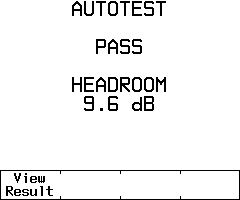 AUTOTEST
PASS
HEADROOM
9.6 dB
View
Result